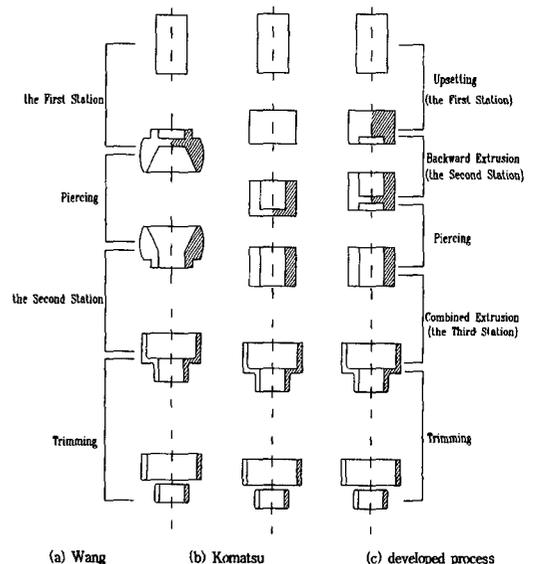 the First Station
Piercing
the Second Station
Trimming
Upsetting
(the First Station)
Backward Extrusion
(the Second Station)
Piercing
Combined Extrusion
(the Third Station)
Trimming
(a) Wang
(b) Komatsu
(c) developed process